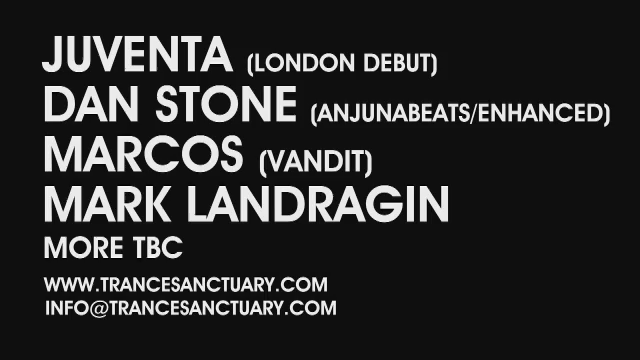 JUVENTA (LONDON DEBUT)
DAN STONE (ANJUNABEATS/ENHANCED)
MARCOS (VANDIT)
MARK LANDRAGIN
MORE TBC
WWW.TRANCESANCTUARY.COM
INFO@TRANCESANCTUARY.COM